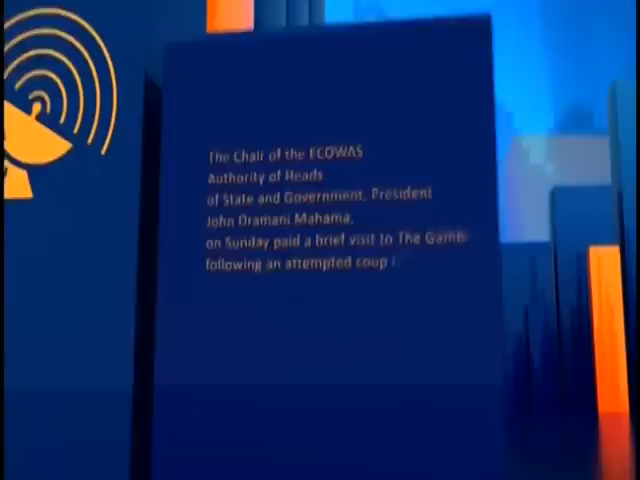 The Chair of the ECOWAS
Authority of Heads
of State and Government, President
John Dramani Mahama,
on Sunday paid a brief visit to The Gambi
following an attempted coup i